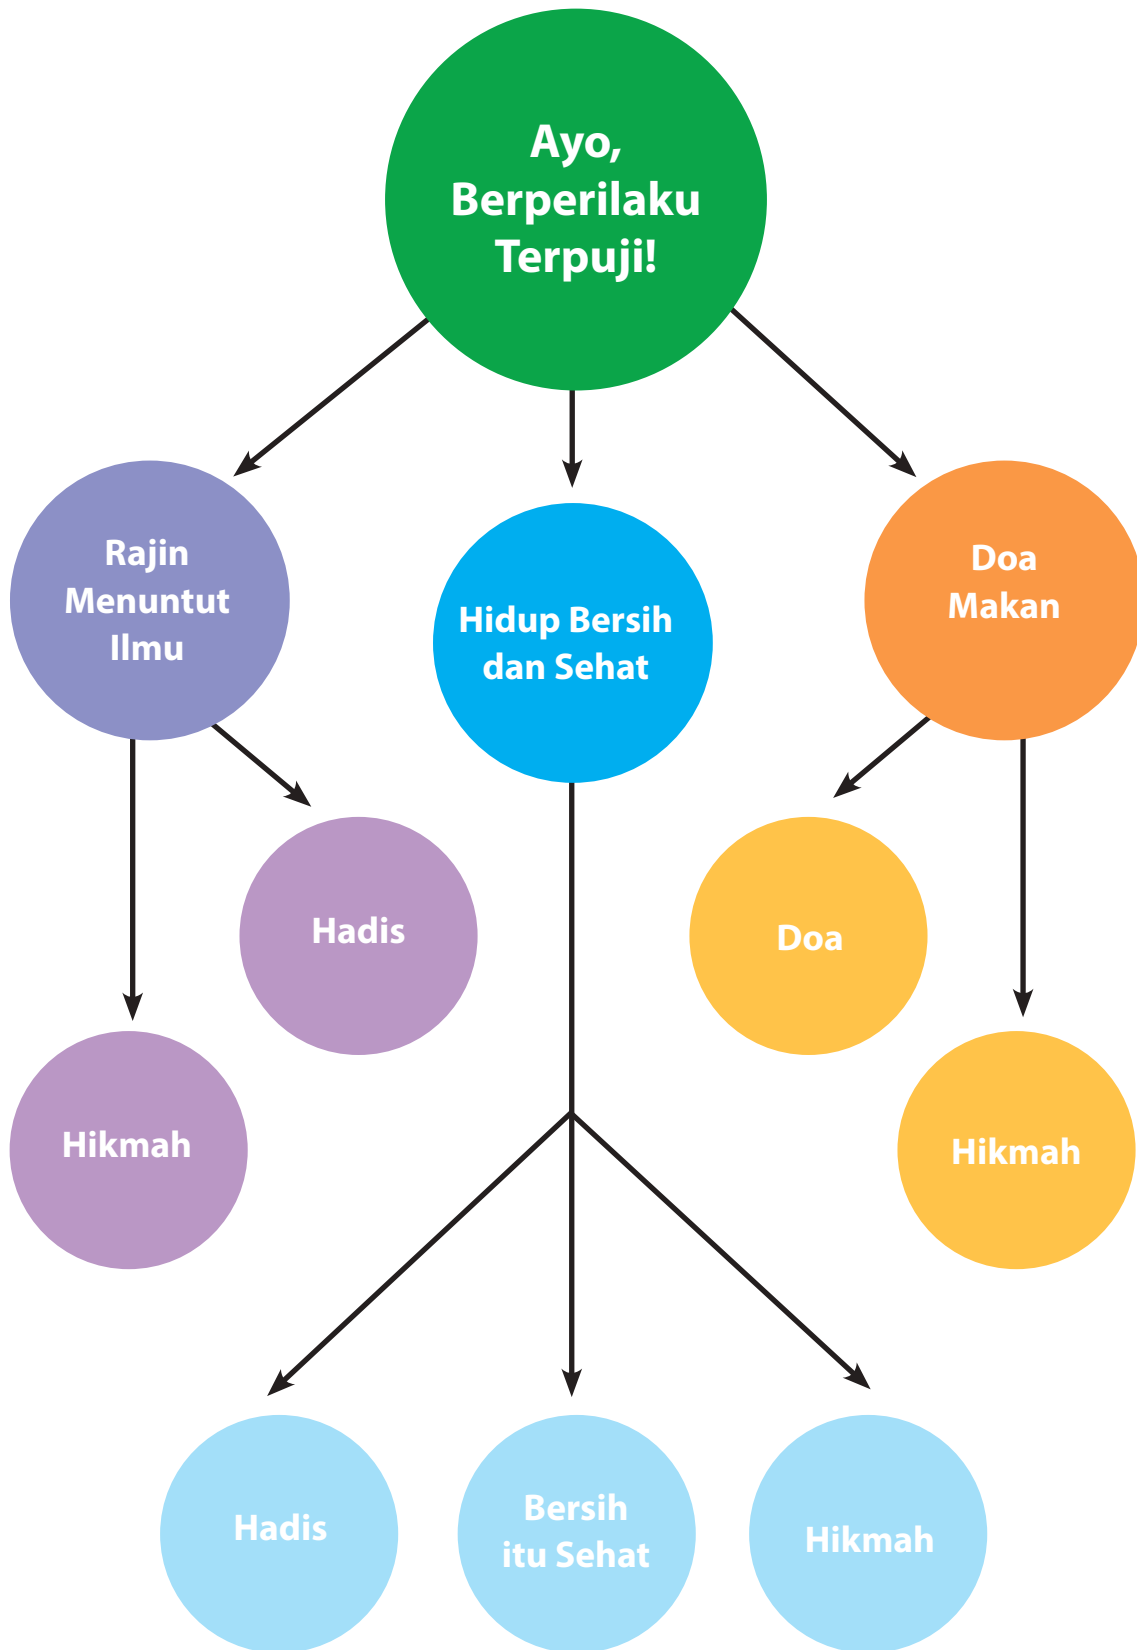 Ayo,
Berperilaku
Terpuji!
Rajin
Menuntut
Ilmu
Hidup Bersih
dan Sehat
Doa
Makan
Hadis
Doa
Hikmah
Hikmah
Hadis
Bersih
itu Sehat
Hikmah